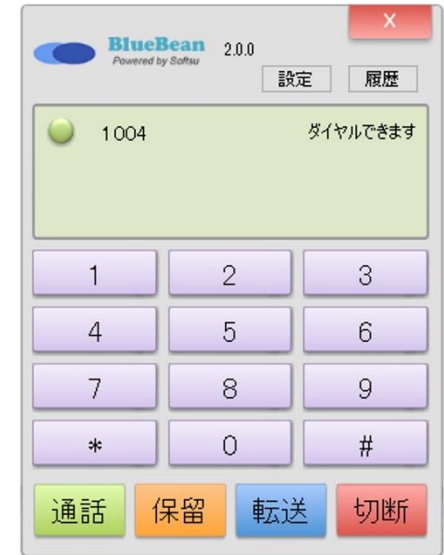 X
BlueBean 2.0.0
Powered by Softsu
設定 履歴
1004 ダイヤルできます
1 2 3
4 5 6
7 8 9
* 0 #
通話 保留 転送 切断